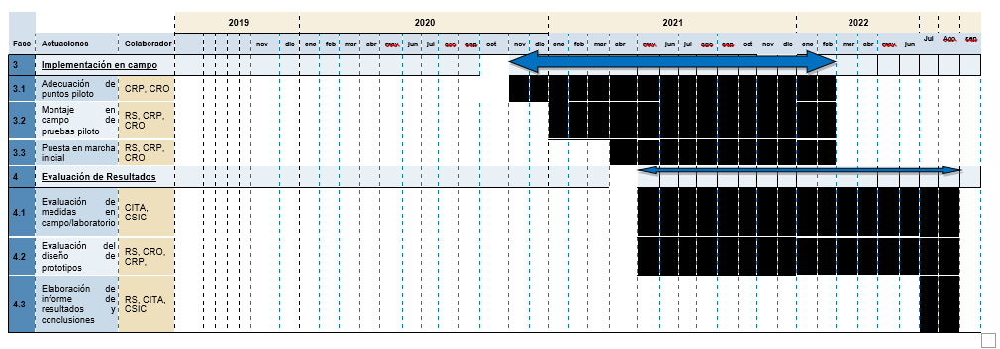 2019 2020 2021 2022
Fase Actuaciones Colaborador nov dic ene feb mar abr may jun jul ago sep oct nov dic ene feb mar abr may jun jul ago sep oct nov dic ene feb mar abr may jun Jul Ago sep
3 Implementación en campo
3.1 Adecuación de
puntos piloto
CRP, CRO
3.2 Montaje en
campo de
pruebas piloto
RS, CRP,
CRO
3.3 Puesta en marcha
inicial
RS, CRP,
CRO
4 Evaluación de Resultados
4.1 Evaluación de
medidas en
campo/laboratorio
CITA,
CSIC
4.2 Evaluación del
diseño de
prototipos
RS, CRO,
CRP,
4.3 Elaboración de
informe de
resultados y
conclusiones
RS, CITA,
CSIC